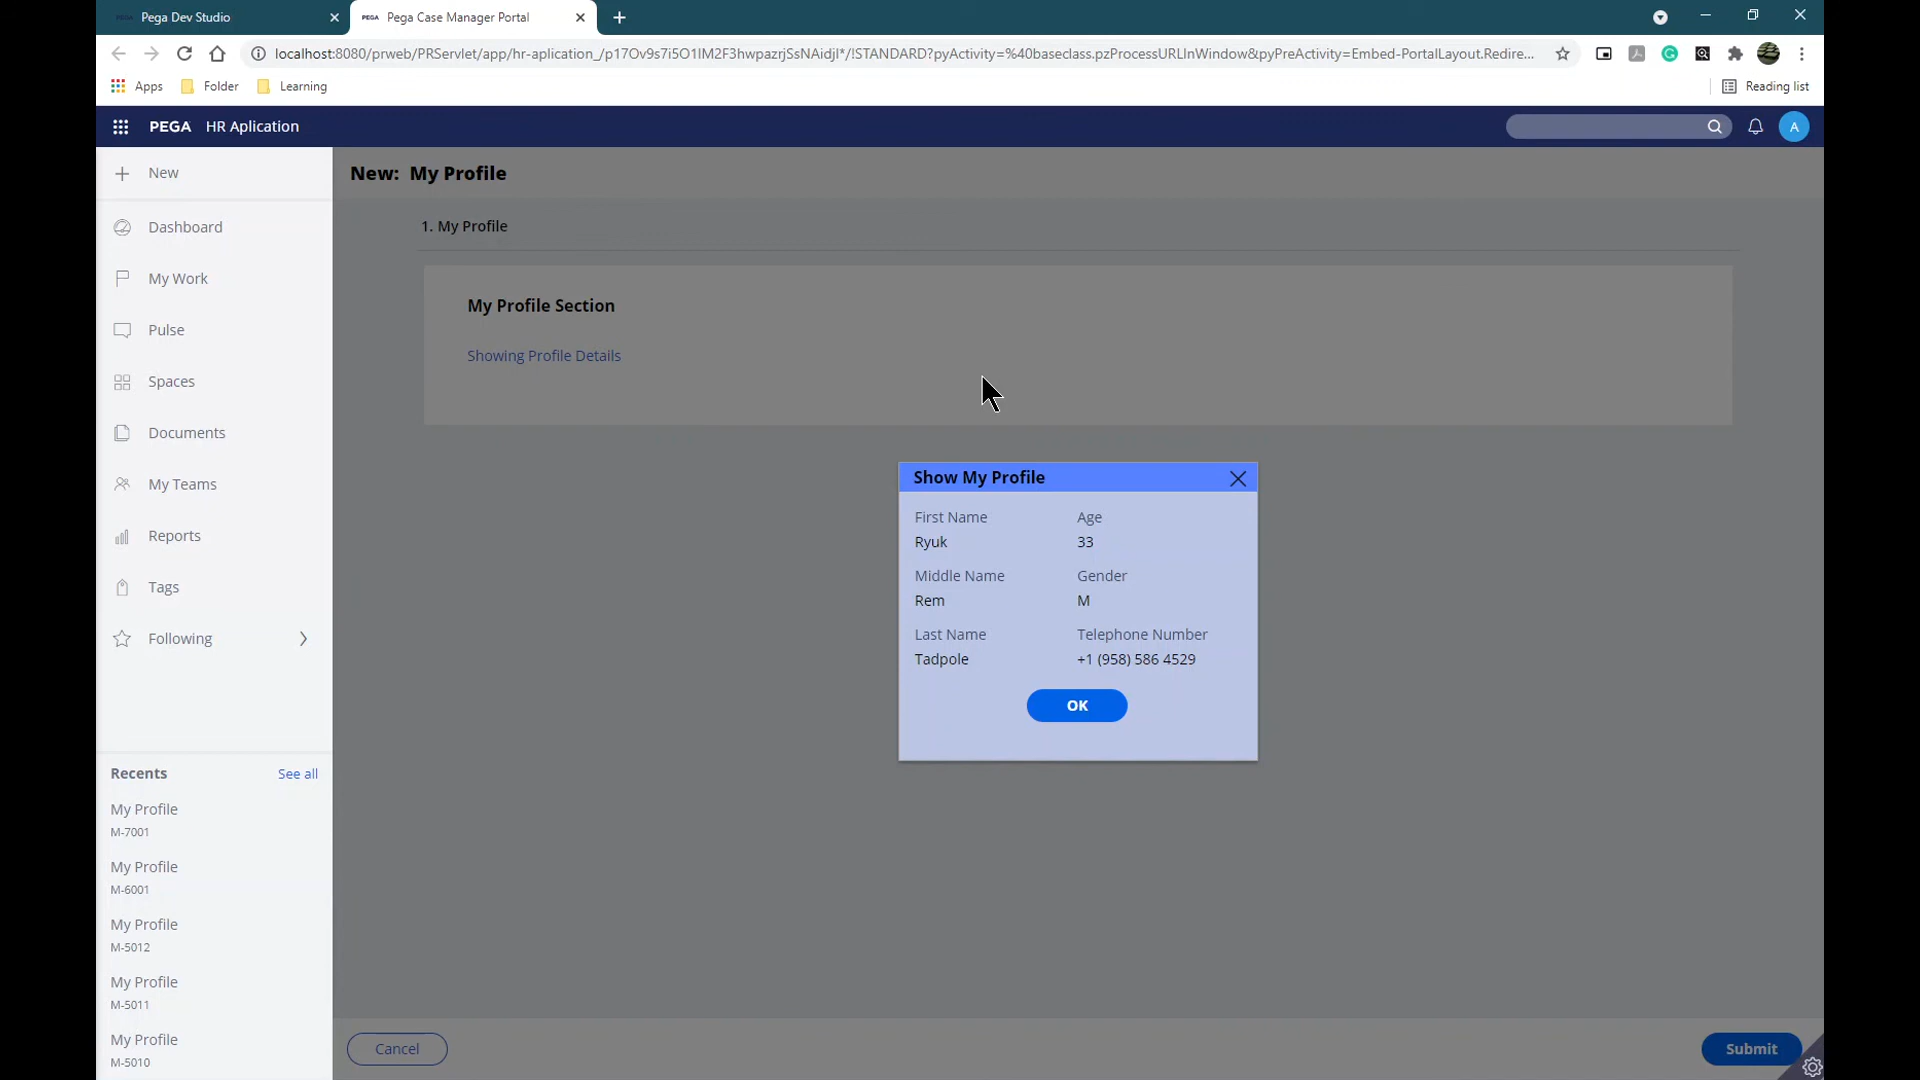 Pega Dev Studio
PEGA Pega Case Manager Portal
localhost:8080/prweb/PRServlet/app/hr-aplication_/p17Ov9s7i5O1IM2F3hwpazrjSsNAidjI*/!STANDARD?pyActivity=%40baseclass.pzProcessURLInWindow&pyPreActivity=Embed-PortalLayout.Redire...
Apps Folder Learning Reading list
PEGA HR Aplication A
New
New: My Profile
1. My Profile
Dashboard
My Work
My Profile Section
Pulse
Showing Profile Details
Spaces
Documents
My Teams
Reports
Tags
Following
Show My Profile
First Name Age
Ryuk 33
Middle Name Gender
Rem M
Last Name Telephone Number
Tadpole +1 (958) 586 4529
OK
Recents See all
My Profile
M-7001
My Profile
M-6001
My Profile
M-5012
My Profile
M-5011
My Profile
M-5010
Cancel Submit